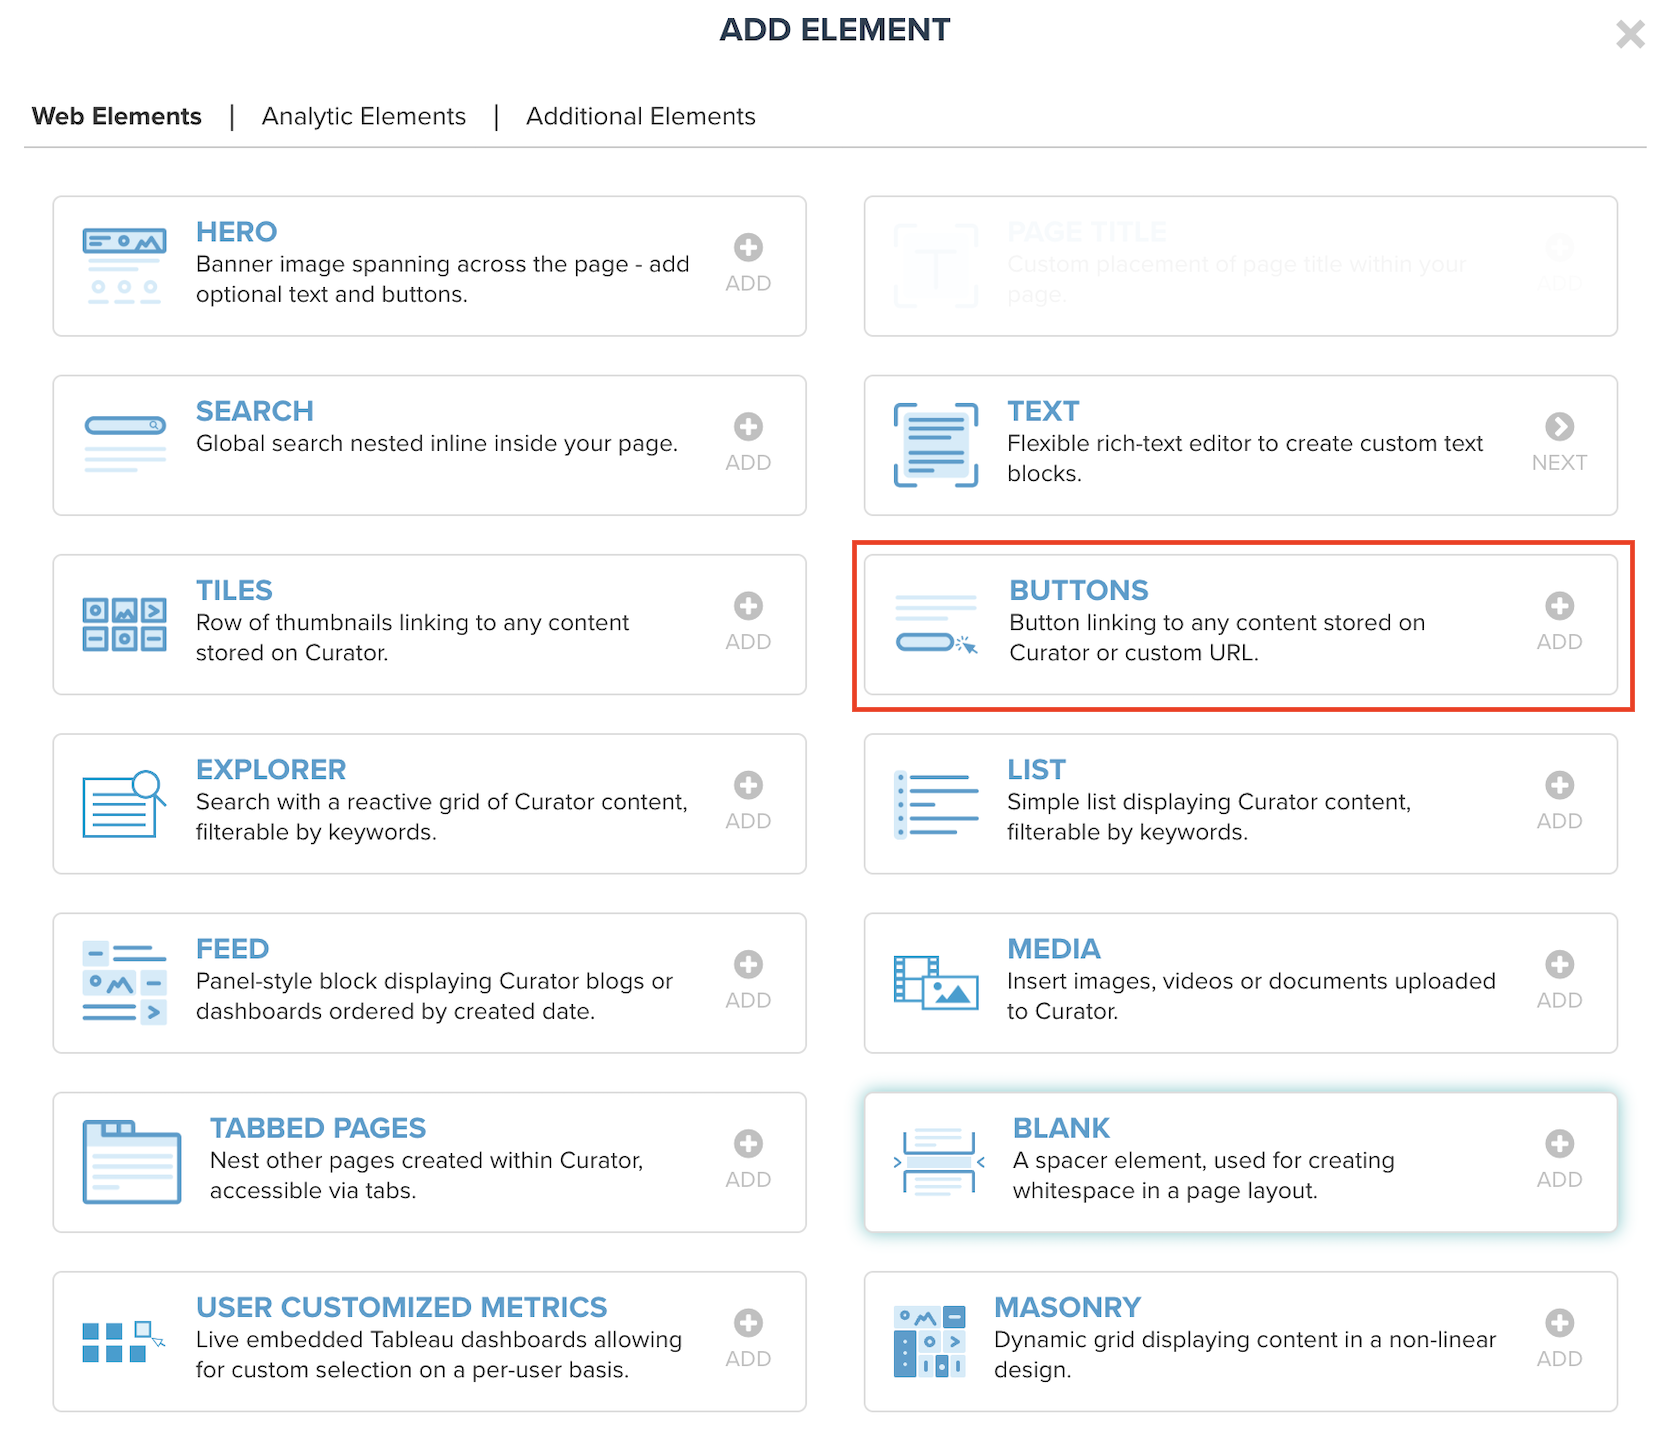 ADD ELEMENT
Web Elements | Analytic Elements | Additional Elements
HERO
Banner image spanning across the page - add
optional text and buttons.
ADD
PAGE TITLE
Custom placement of page title within your
page.
ADD
SEARCH
Global search nested inline inside your page.
ADD
TEXT
Flexible rich-text editor to create custom text
blocks.
NEXT
TILES
Row of thumbnails linking to any content
stored on Curator.
ADD
BUTTONS
Button linking to any content stored on
Curator or custom URL.
ADD
EXPLORER
Search with a reactive grid of Curator content,
filterable by keywords.
ADD
LIST
Simple list displaying Curator content,
filterable by keywords.
ADD
FEED
Panel-style block displaying Curator blogs or
dashboards ordered by created date.
ADD
MEDIA
Insert images, videos or documents uploaded
to Curator.
ADD
TABBED PAGES
Nest other pages created within Curator,
accessible via tabs.
ADD
BLANK
A spacer element, used for creating
whitespace in a page layout.
ADD
USER CUSTOMIZED METRICS
Live embedded Tableau dashboards allowing
for custom selection on a per-user basis.
ADD
MASONRY
Dynamic grid displaying content in a non-linear
design.
ADD